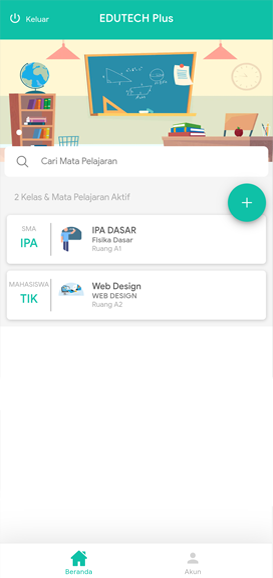 Keluar
EDUTECH Plus
Cari Mata Pelajaran
2 Kelas & Mata Pelajaran Aktif
SMA
IPA
IPA DASAR
Fisika Dasar
Ruang A1
MAHASISWA
TIK
Web Design
WEB DESIGN
Ruang A2
Beranda
Akun